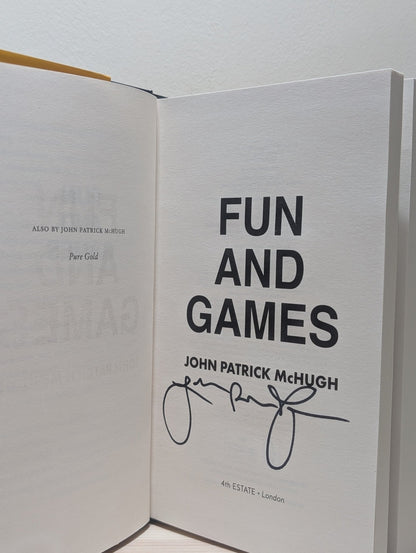 ALSO BY JOHN PATRICK McHUGH
Pure Gold
FUN
AND
GAMES
JOHN PATRICK McHUGH
4th ESTATE • London